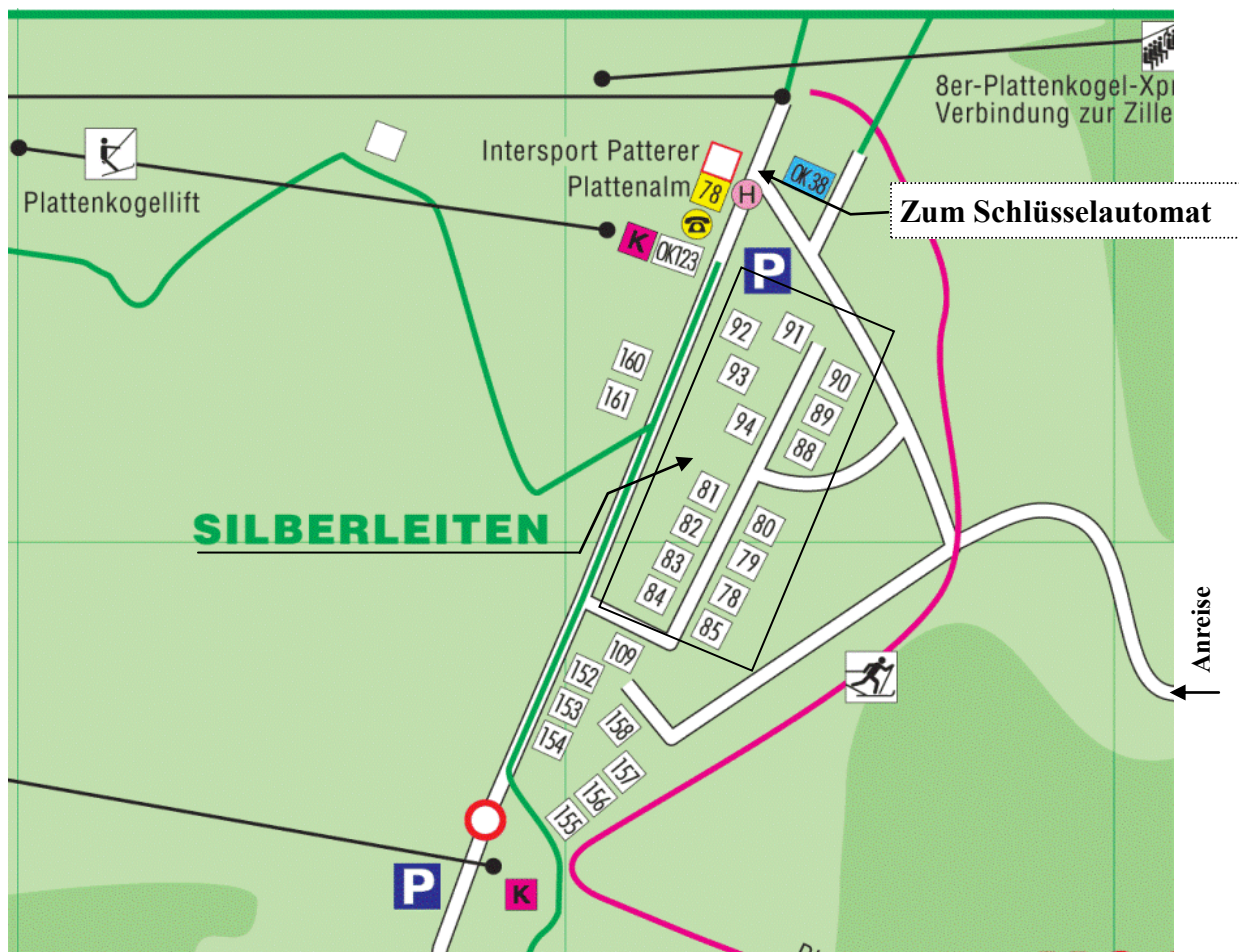 8er-Plattenkogel-Xpr
Verbindung zur Zille
Intersport Patterer
Plattenalm
78
H
OK38
Plattenkogellift
Zum Schlüsselautomat
K
OK123
P
92
91
93
90
160
161
89
94
88
81
82
80
83
79
84
78
85
SILBERLEITEN
Anreise
109
152
153
154
158
157
156
155
P
K